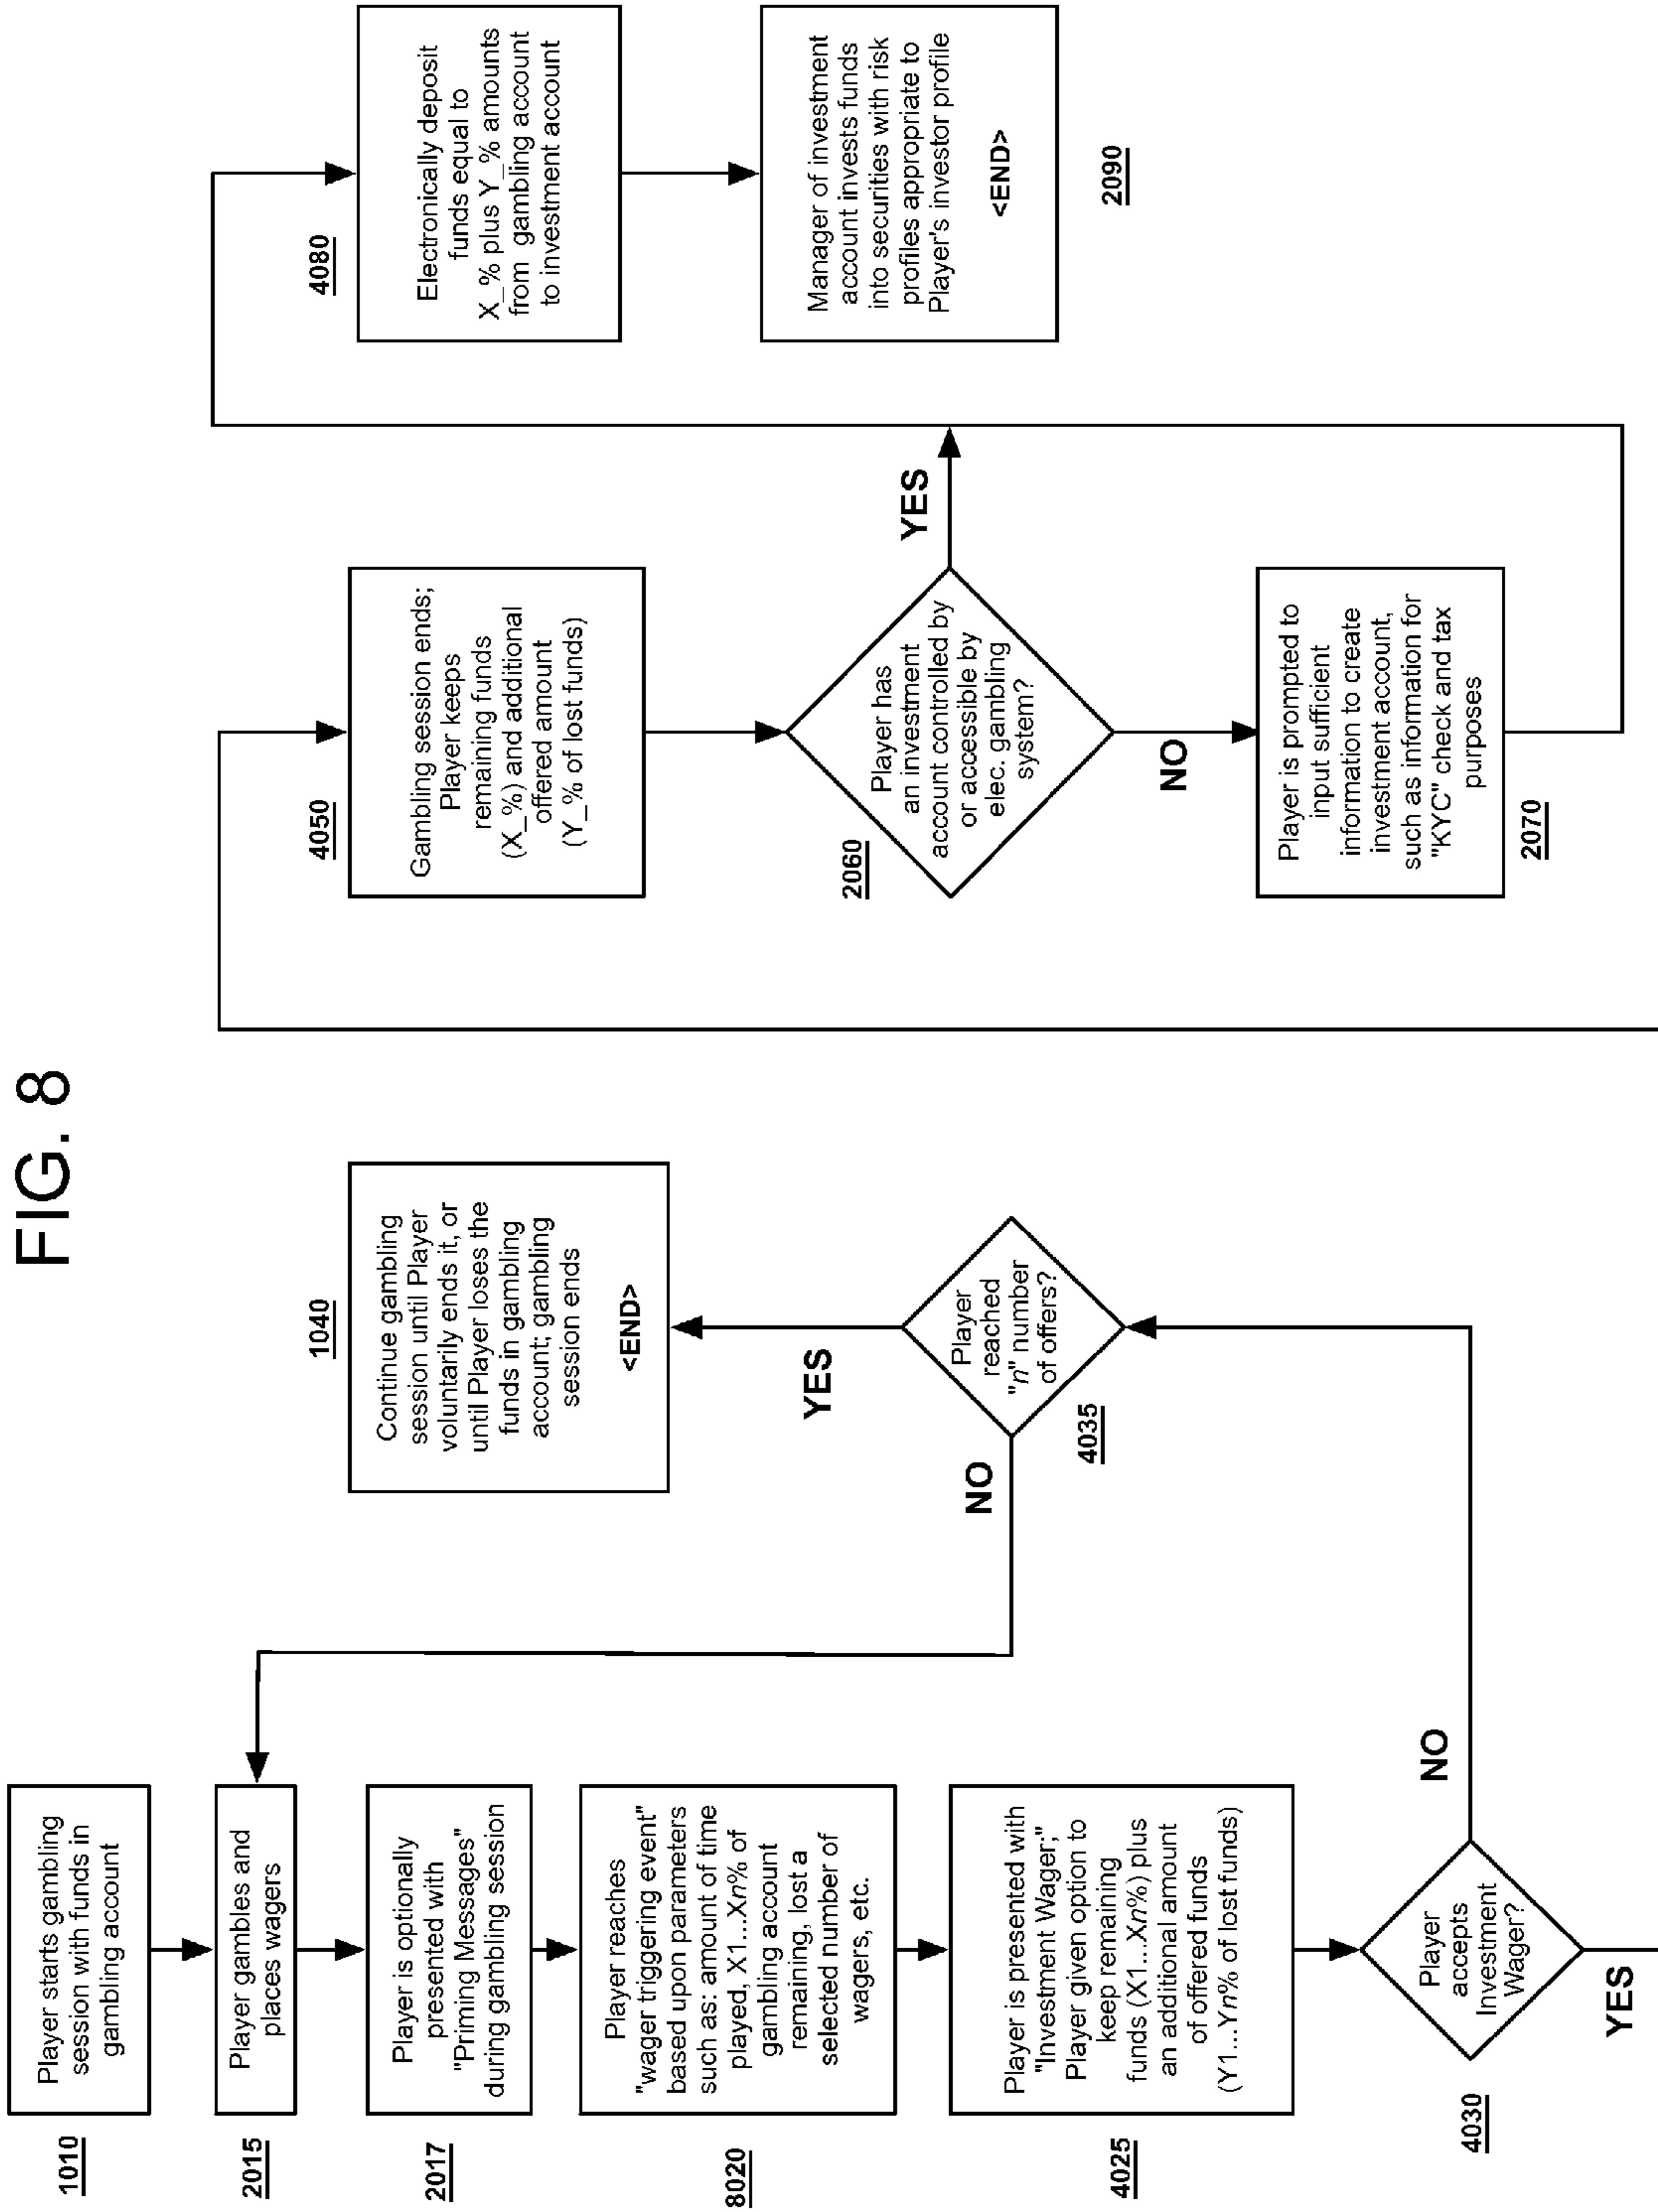 FIG. 8
1010
Player starts gambling
session with funds in
gambling account
2015
Player gambles and
places wagers
2017
Player is optionally
presented with
"Priming Messages"
during gambling session
8020
Player reaches
"wager triggering event"
based upon parameters
such as: amount of time
played, X1...Xn% of
gambling account
remaining, lost a
selected number of
wagers, etc.
4025
Player is presented with
"Investment Wager;"
Player given option to
keep remaining
funds (X1...Xn%) plus
an additional amount
of offered funds
(Y1...Yn% of lost funds)
4030
Player
accepts
Investment
Wager?
NO
YES
4035
Player
reached
"n" number
of offers?
NO
YES
1040
Continue gambling
session until Player
voluntarily ends it, or
until Player loses the
funds in gambling
account; gambling
session ends
<END>
4050
Gambling session ends;
Player keeps
remaining funds
(X_%) and additional
offered amount
(Y_% of lost funds)
2060
Player has
an investment
account controlled by
or accessible by
elec. gambling
system?
YES
NO
Player is prompted to
input sufficient
information to create
investment account,
such as information for
"KYC" check and tax
purposes
2070
4080
Electronically deposit
funds equal to
X_% plus Y_% amounts
from gambling account
to investment account
Manager of investment
account invests funds
into securities with risk
profiles appropriate to
Player's investor profile
<END>
2090